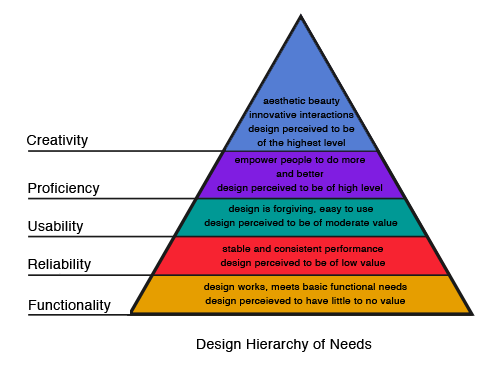 aesthetic beauty
innovative interactions
design perceived to be
of the highest level
Creativity
empower people to do more
and better
design perceived to be of high level
Proficiency
design is forgiving, easy to use
design perceived to be of moderate value
Usability
stable and consistent performance
design perceived to be of low value
Reliability
design works, meets basic functional needs
design perceieved to have little to no value
Functionality
Design Hierarchy of Needs